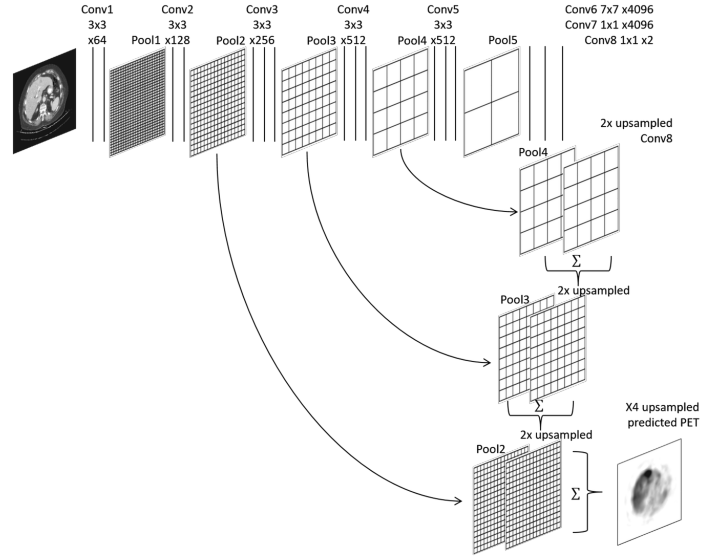 Conv1
3x3
x64
Pool1
Conv2
3x3
x128
Pool2
Conv3
3x3
x256
Pool3
Conv4
3x3
x512
Pool4
Conv5
3x3
x512
Pool5
Conv6 7x7 x4096
Conv7 1x1 x4096
Conv8 1x1 x2
2x upsampled
Conv8
Pool4
Σ
2x upsampled
Pool3
Σ
2x upsampled
Pool2
Σ
X4 upsampled
predicted PET